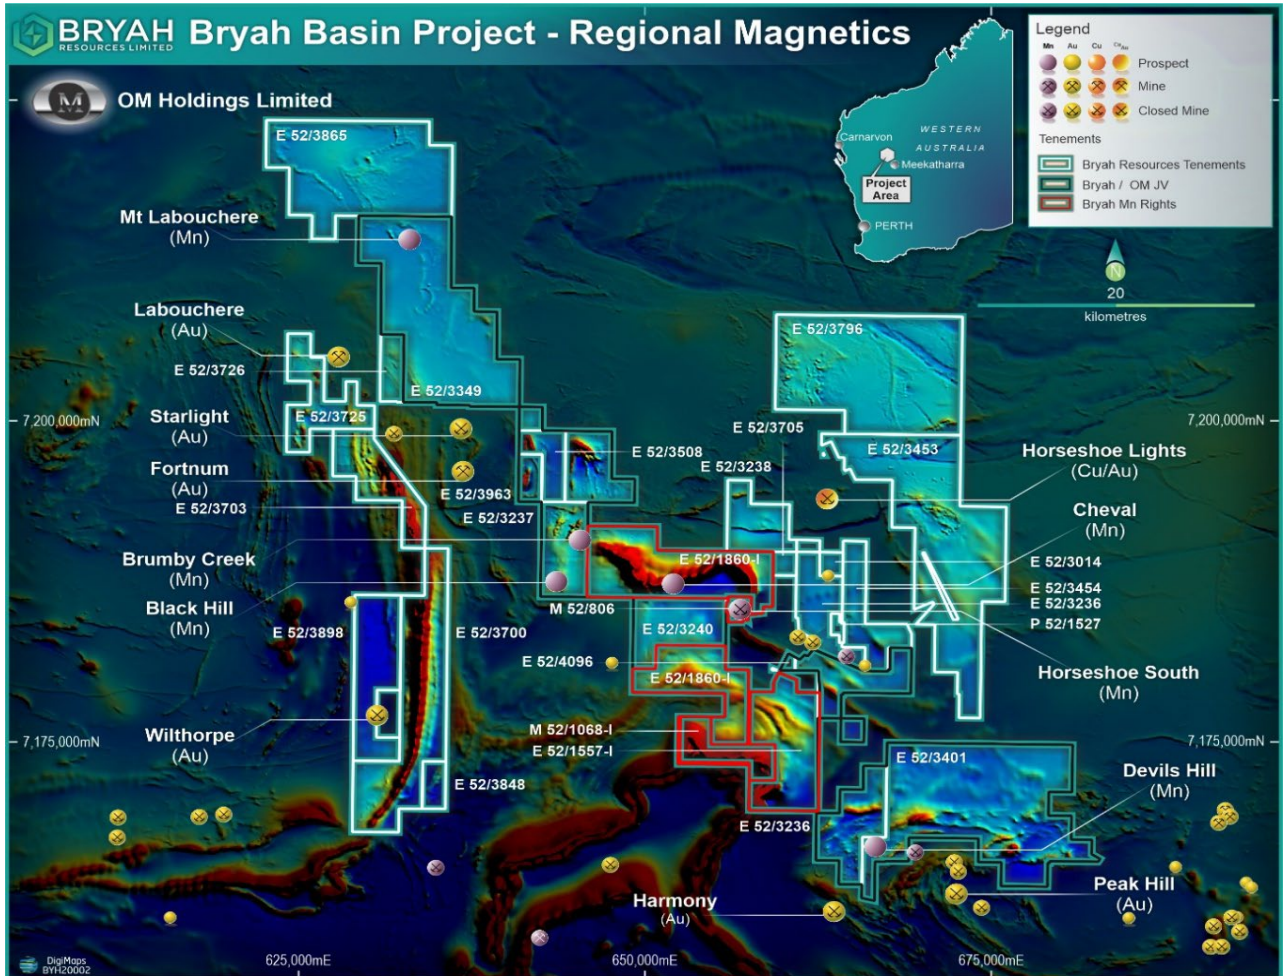 BRYAH
RESOURCES LIMITED
Bryah Basin Project - Regional Magnetics
M
OM Holdings Limited
Legend
Mn Au Cu Cu/Au
Prospect
Mine
Closed Mine
Tenements
Bryah Resources Tenements
Bryah / OM JV
Bryah Mn Rights
Carnarvon
WESTERN
AUSTRALIA
Meekatharra
Project
Area
PERTH
N
20
kilometres
E 52/3865
Mt Labouchere
(Mn)
Labouchere
(Au)
E 52/3726
E 52/3349
E 52/3796
7,200,000mN
Starlight
(Au)
E 52/3725
E 52/3705
7,200,000mN
E 52/3508
E 52/3453
Horseshoe Lights
(Cu/Au)
E 52/3238
Fortnum
(Au)
E 52/3963
E 52/3703
E 52/3237
Cheval
(Mn)
Brumby Creek
(Mn)
E 52/1860-I
E 52/3014
E 52/3454
Black Hill
(Mn)
M 52/806
E 52/3236
P 52/1527
E 52/3898
E 52/3700
E 52/3240
E 52/4096
E 52/1860-I
Horseshoe South
(Mn)
Wilthorpe
(Au)
M 52/1068-I
E 52/1557-I
7,175,000mN
7,175,000mN
E 52/3401
E 52/3848
Devils Hill
(Mn)
E 52/3236
Peak Hill
(Au)
Harmony
(Au)
DigiMaps
BYH20002
625,000mE
650,000mE
675,000mE